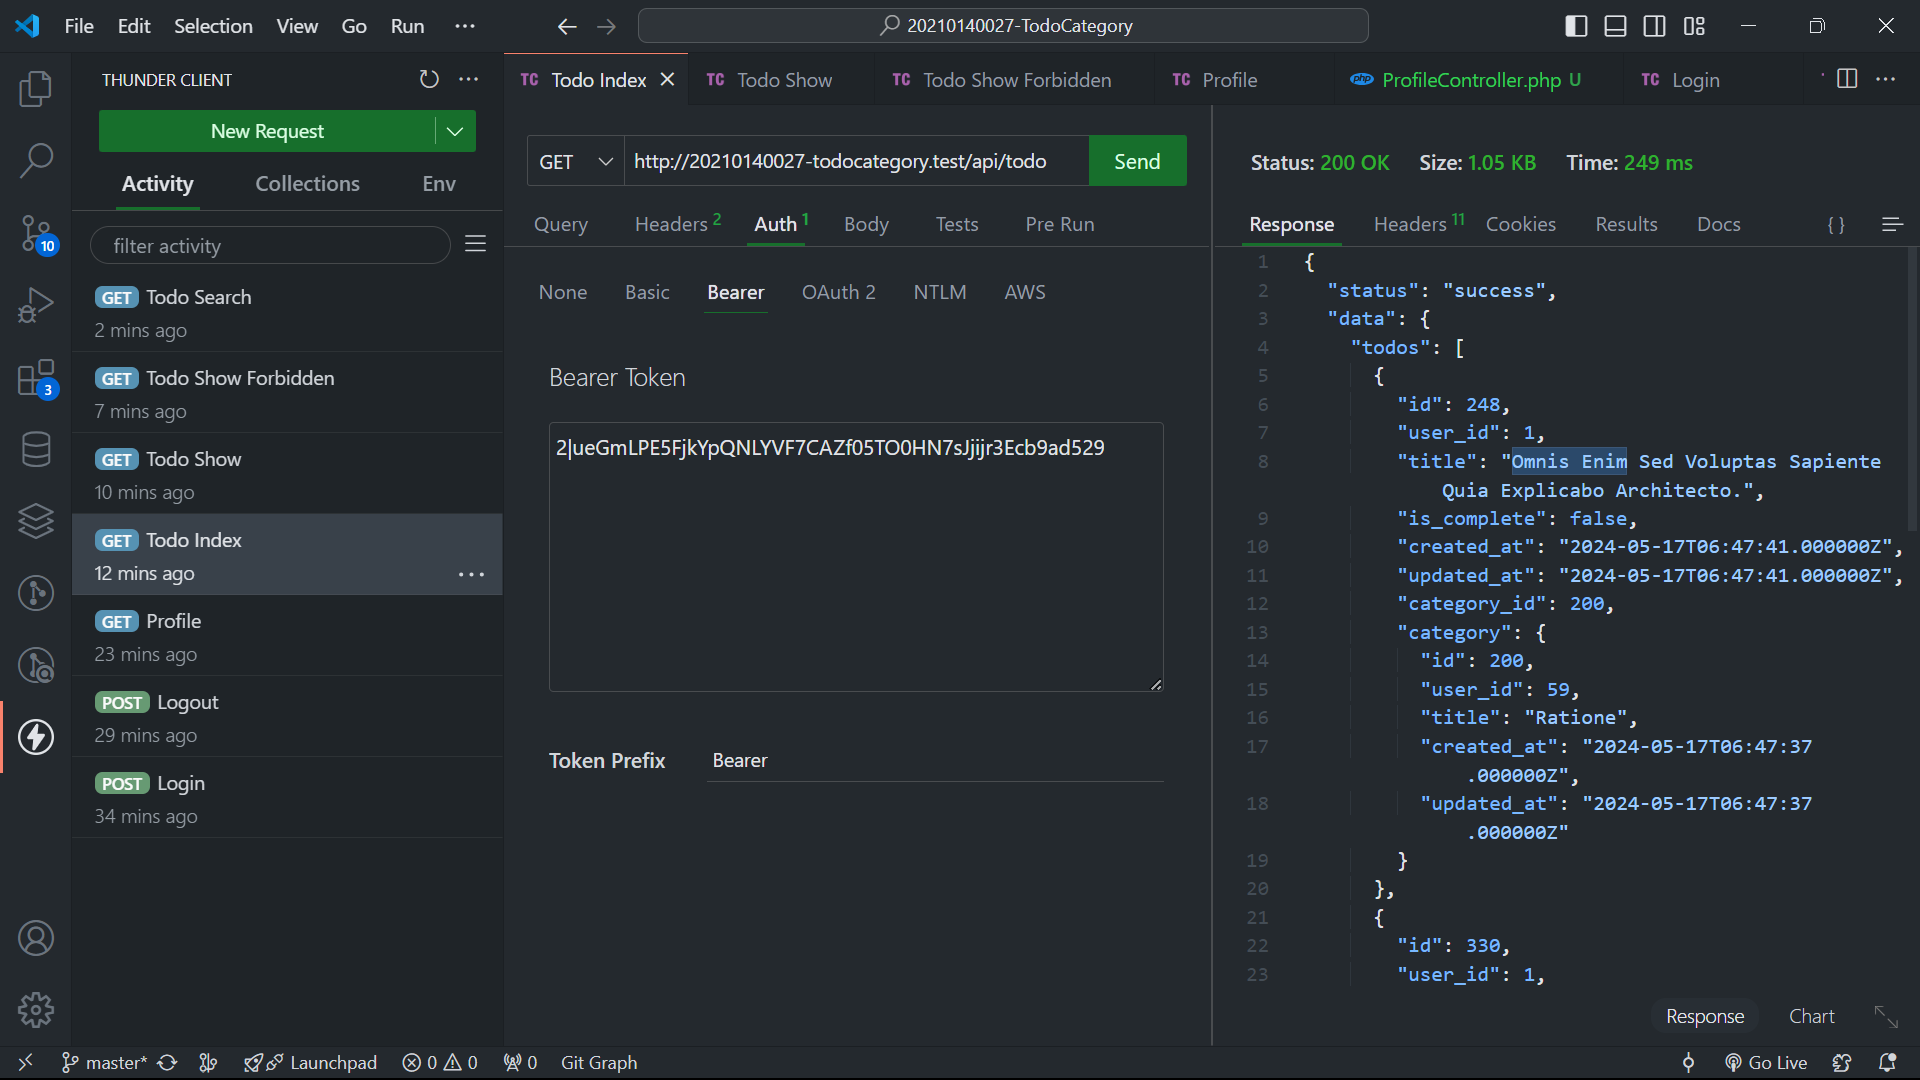 File Edit Selection View Go Run ···
20210140027-TodoCategory
THUNDER CLIENT
New Request
Activity Collections Env
filter activity
GET Todo Search
2 mins ago
GET Todo Show Forbidden
7 mins ago
GET Todo Show
10 mins ago
GET Todo Index
12 mins ago
GET Profile
23 mins ago
POST Logout
29 mins ago
POST Login
34 mins ago
10
3
TC Todo Index TC Todo Show TC Todo Show Forbidden TC Profile php ProfileController.php U TC Login
GET http://20210140027-todocategory.test/api/todo Send
Query Headers 2 Auth 1 Body Tests Pre Run
None Basic Bearer OAuth 2 NTLM AWS
Bearer Token
2|ueGmLPE5FjkYpQNLYVF7CAZf05TO0HN7sJjijr3Ecb9ad529
Token Prefix Bearer
Status: 200 OK Size: 1.05 KB Time: 249 ms
Response Headers 11 Cookies Results Docs { }
1 {
2 "status": "success",
3 "data": {
4 "todos": [
5 {
6 "id": 248,
7 "user_id": 1,
8 "title": "Omnis Enim Sed Voluptas Sapiente
Quia Explicabo Architecto.",
9 "is_complete": false,
10 "created_at": "2024-05-17T06:47:41.000000Z",
11 "updated_at": "2024-05-17T06:47:41.000000Z",
12 "category_id": 200,
13 "category": {
14 "id": 200,
15 "user_id": 59,
16 "title": "Ratione",
17 "created_at": "2024-05-17T06:47:37
.000000Z",
18 "updated_at": "2024-05-17T06:47:37
.000000Z"
19 }
20 },
21 {
22 "id": 330,
23 "user_id": 1,
Response Chart
master* Launchpad 0 0 0 Git Graph Go Live